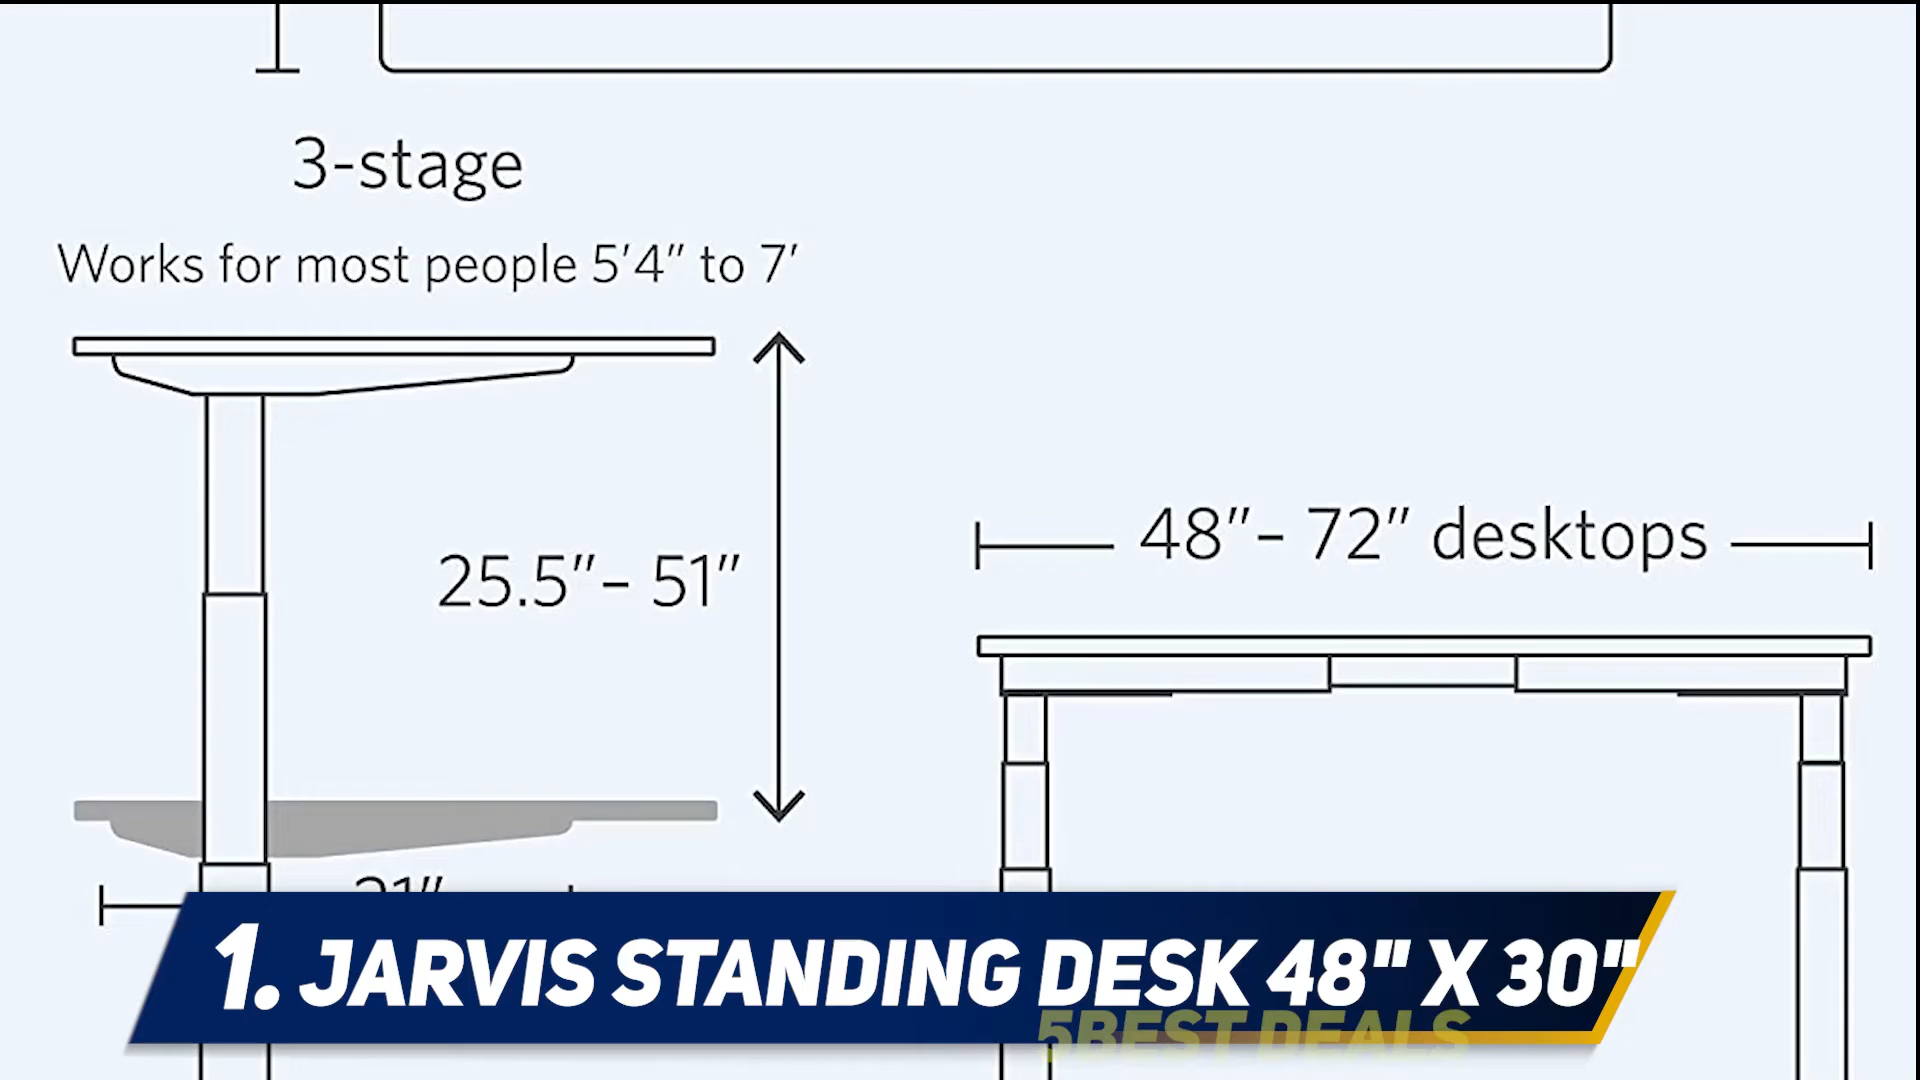 3-stage
Works for most people 5'4" to 7'
48"– 72" desktops
25.5"– 51"
1. JARVIS STANDING DESK 48" X 30"
5BEST DEALS